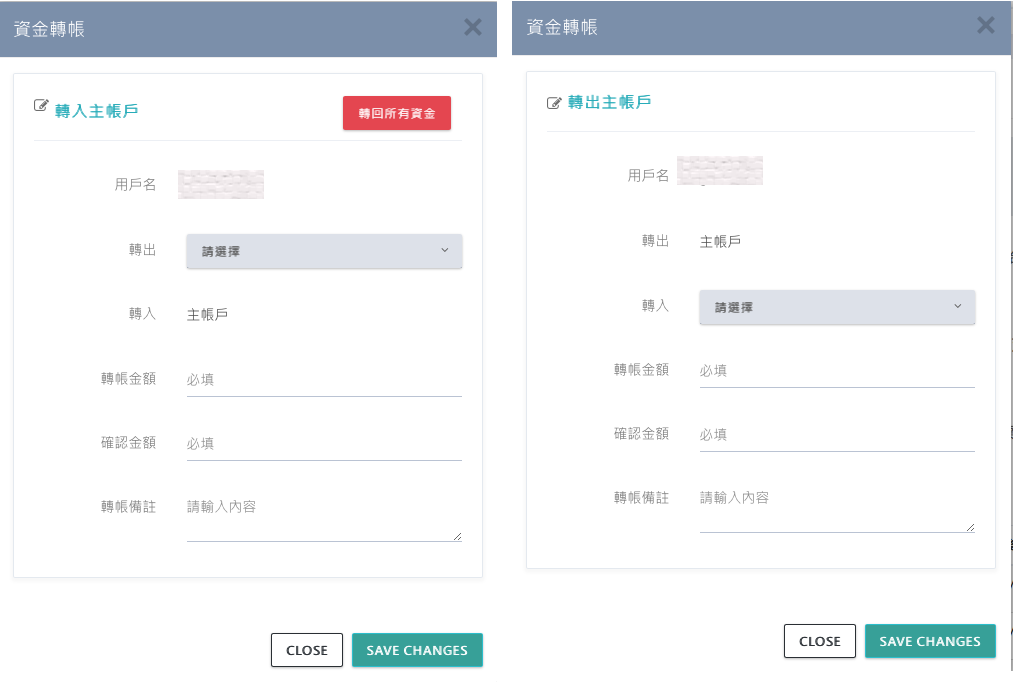 資金轉帳
轉入主帳戶
轉回所有資金
用戶名
轉出
請選擇
轉入
主帳戶
轉帳金額
必填
確認金額
必填
轉帳備註
請輸入內容
CLOSE
SAVE CHANGES
資金轉帳
轉出主帳戶
用戶名
轉出
主帳戶
轉入
請選擇
轉帳金額
必填
確認金額
必填
轉帳備註
請輸入內容
CLOSE
SAVE CHANGES